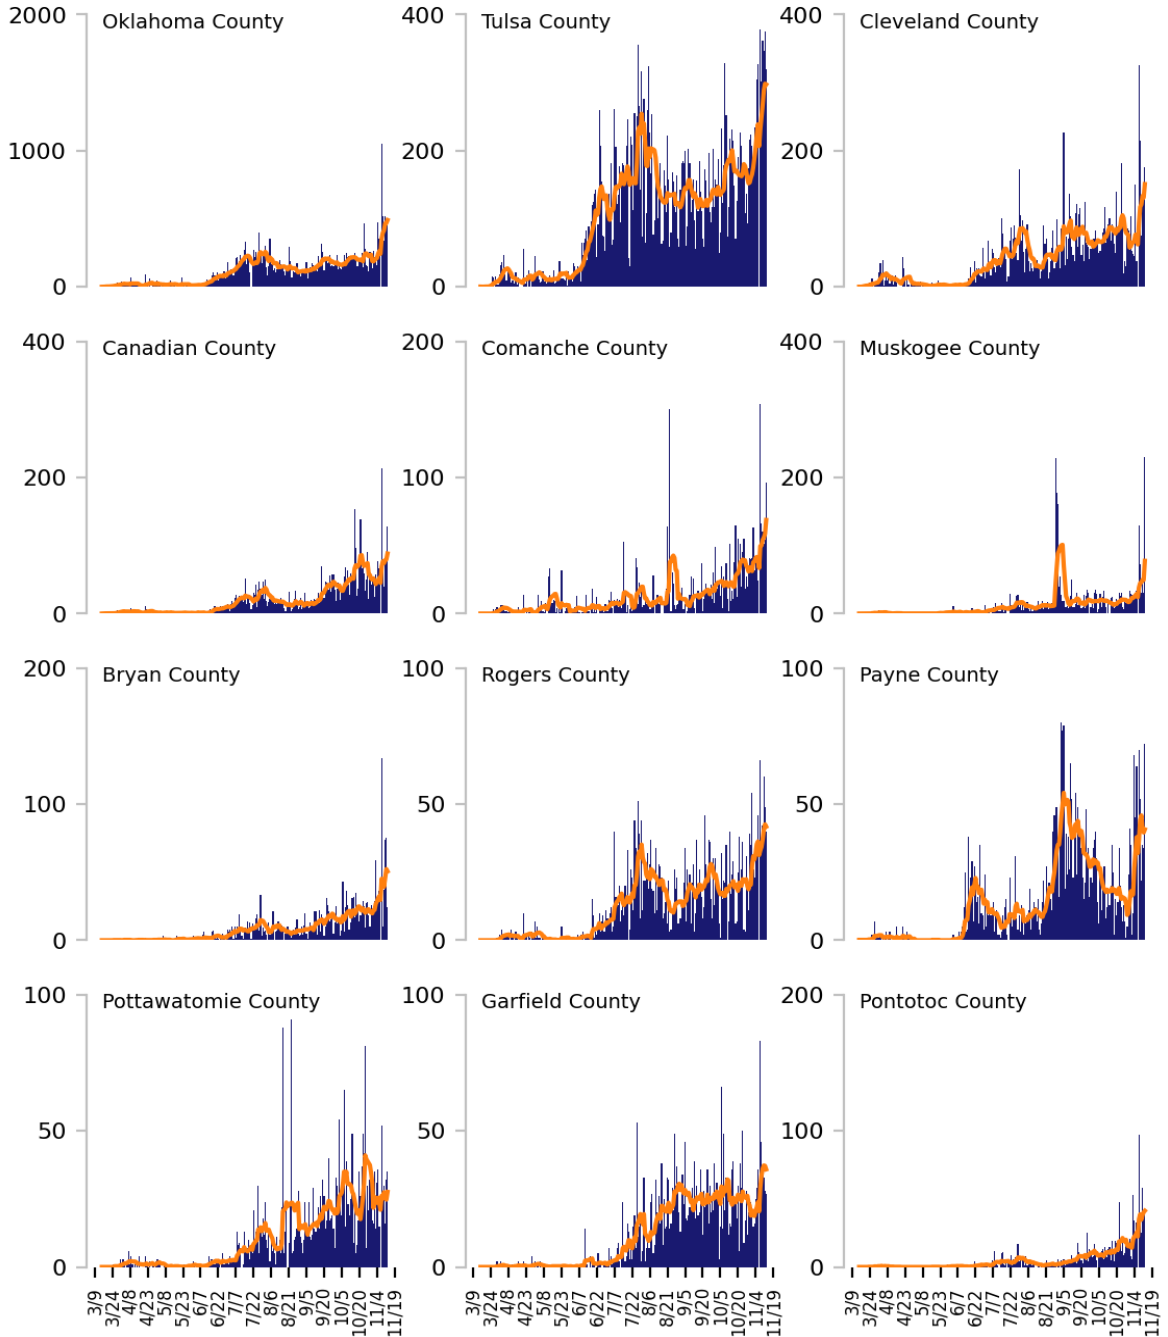 2000 Oklahoma County 400 Tulsa County 400 Cleveland County
1000 200 200
0 0 0
400 Canadian County 200 Comanche County 400 Muskogee County
200 100 200
0 0 0
200 Bryan County 100 Rogers County 100 Payne County
100 50 50
0 0 0
100 Pottawatomie County 100 Garfield County 200 Pontotoc County
50 50 100
0 0 0
3/9 3/24 4/8 4/23 5/8 5/23 6/7 6/22 7/7 7/22 8/6 8/21 9/5 9/20 10/5 10/20 11/4 11/19 3/9 3/24 4/8 4/23 5/8 5/23 6/7 6/22 7/7 7/22 8/6 8/21 9/5 9/20 10/5 10/20 11/4 11/19 3/9 3/24 4/8 4/23 5/8 5/23 6/7 6/22 7/7 7/22 8/6 8/21 9/5 9/20 10/5 10/20 11/4 11/19